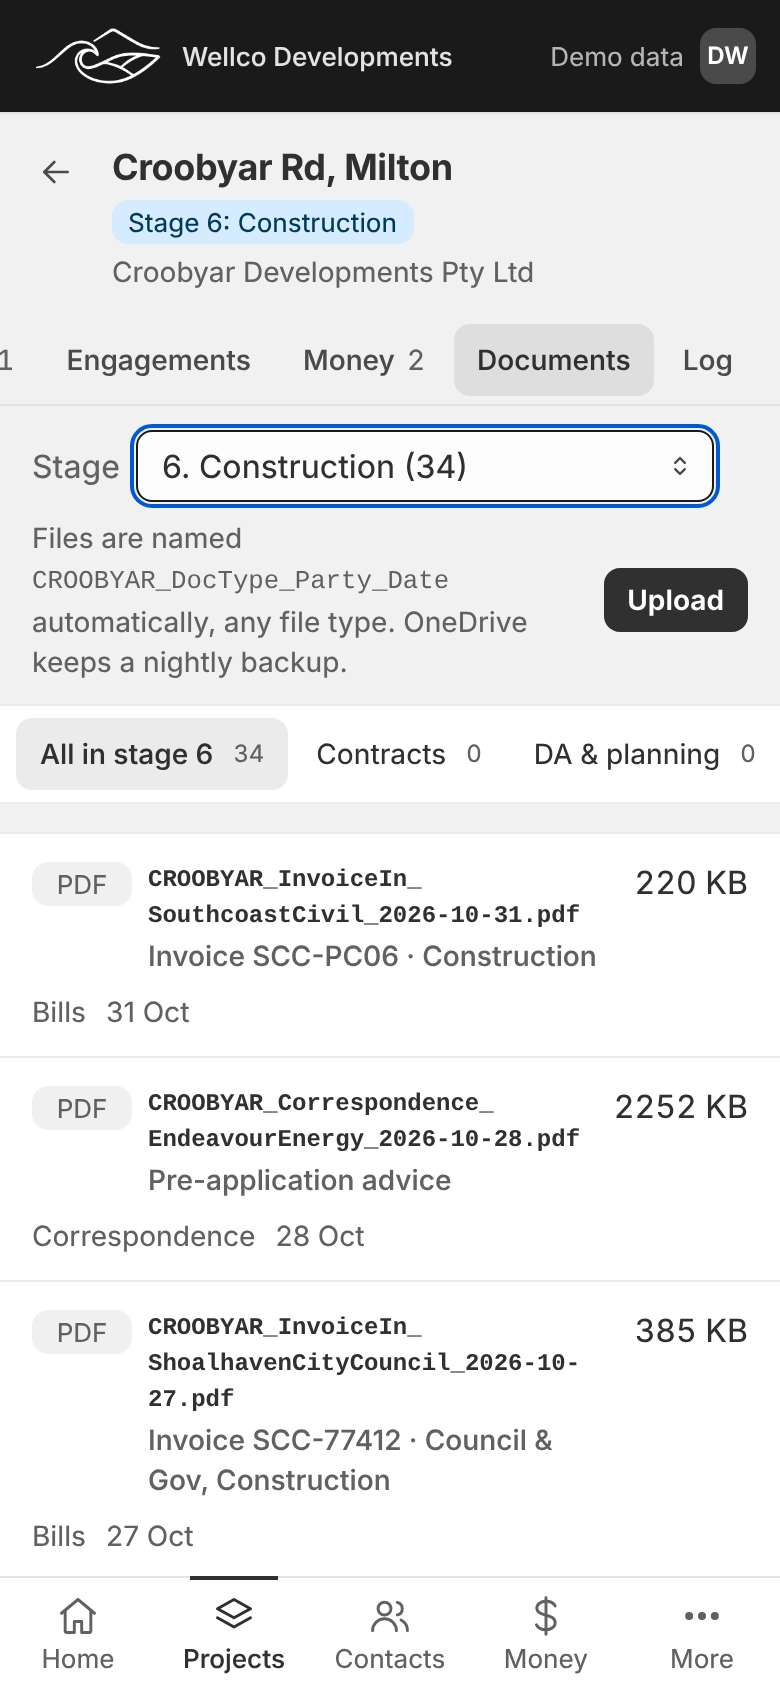 Wellco Developments
Demo data
DW
Croobyar Rd, Milton
Stage 6: Construction
Croobyar Developments Pty Ltd
1 Engagements Money 2 Documents Log
Stage 6. Construction (34)
Files are named
CROOBYAR_DocType_Party_Date
automatically, any file type. OneDrive
keeps a nightly backup.
Upload
All in stage 6 34 Contracts 0 DA & planning 0
PDF
CROOBYAR_InvoiceIn_
SouthcoastCivil_2026-10-31.pdf
220 KB
Invoice SCC-PC06 · Construction
Bills 31 Oct
PDF
CROOBYAR_Correspondence_
EndeavourEnergy_2026-10-28.pdf
2252 KB
Pre-application advice
Correspondence 28 Oct
PDF
CROOBYAR_InvoiceIn_
ShoalhavenCityCouncil_2026-10-
27.pdf
385 KB
Invoice SCC-77412 · Council &
Gov, Construction
Bills 27 Oct
Home Projects Contacts Money More